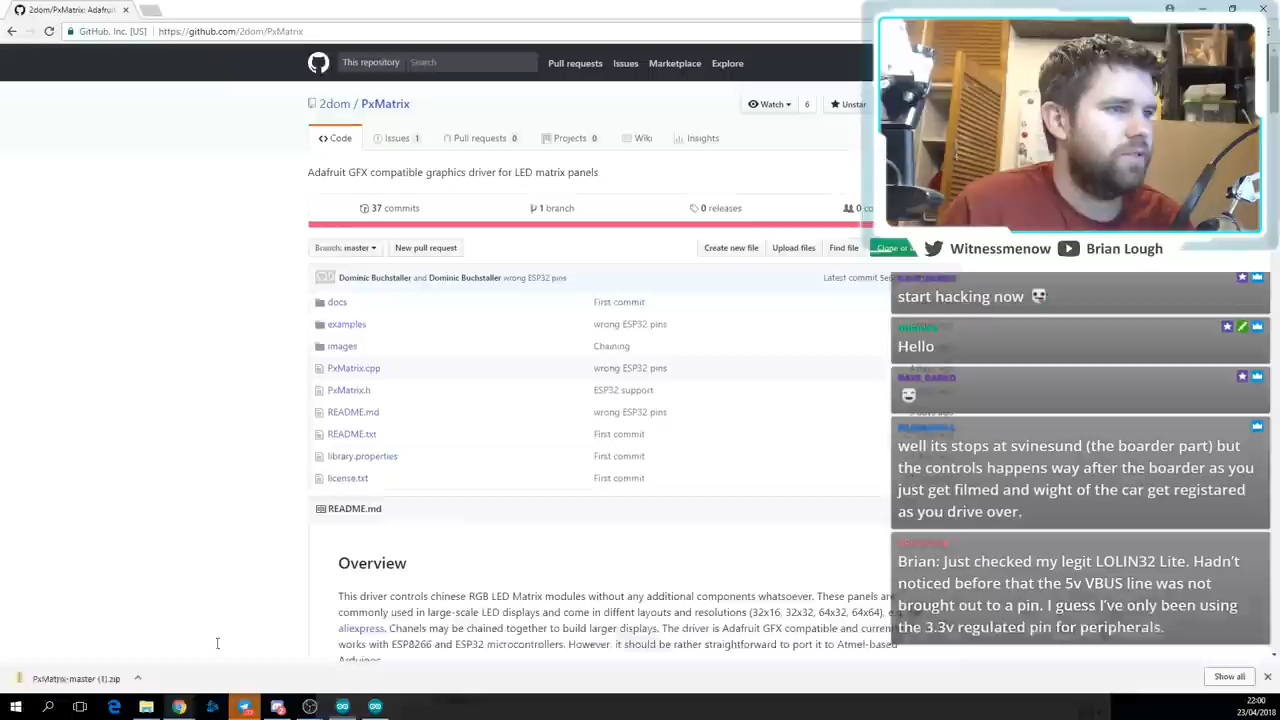 2dom/PxMatrix: Adafruit
GitHub, Inc. [US]
https://github.com/2dom/PxMatrix
This repository
Search
Pull requests
Issues
Marketplace
Explore
2dom / PxMatrix
Watch
6
Unstar
Code
Issues 1
Pull requests 0
Projects 0
Wiki
Insights
Adafruit GFX compatible graphics driver for LED matrix panels
37 commits
1 branch
0 releases
0 co
Branch: master
New pull request
Create new file
Upload files
Find file
Clone or
Dominic Buchstaller and Dominic Buchstaller wrong ESP32 pins
Latest commit
docs
First commit
examples
wrong ESP32 pins
images
Chaining
PxMatrix.cpp
wrong ESP32 pins
PxMatrix.h
ESP32 support
README.md
wrong ESP32 pins
README.txt
First commit
library.properties
First commit
license.txt
First commit
README.md
Overview
This driver controls chinese RGB LED Matrix modules without any additional components whatsoever. These panels are
commonly used in large-scale LED displays and come in diffent layouts and resolutions (32x16, 32x32, 64x32, 64x64), e.g.
aliexpress. Chanels may be chained together to build larger displays. The driver is Adafruit GFX compatible and current
works with ESP8266 and ESP32 microcontrollers. However, it should be rather straightforward to port it to Atmel-based
Arduinos
Witnessmenow
Brian Lough
start hacking now
Hello
well its stops at svinesund (the boarder part) but
the controls happens way after the boarder as you
just get filmed and wight of the car get registared
as you drive over.
Brian: Just checked my legit LOLIN32 Lite. Hadn't
noticed before that the 5v VBUS line was not
brought out to a pin. I guess I've only been using
the 3.3v regulated pin for peripherals.
PxMatrix-master (1).zip
Show all
22:00
23/04/2018